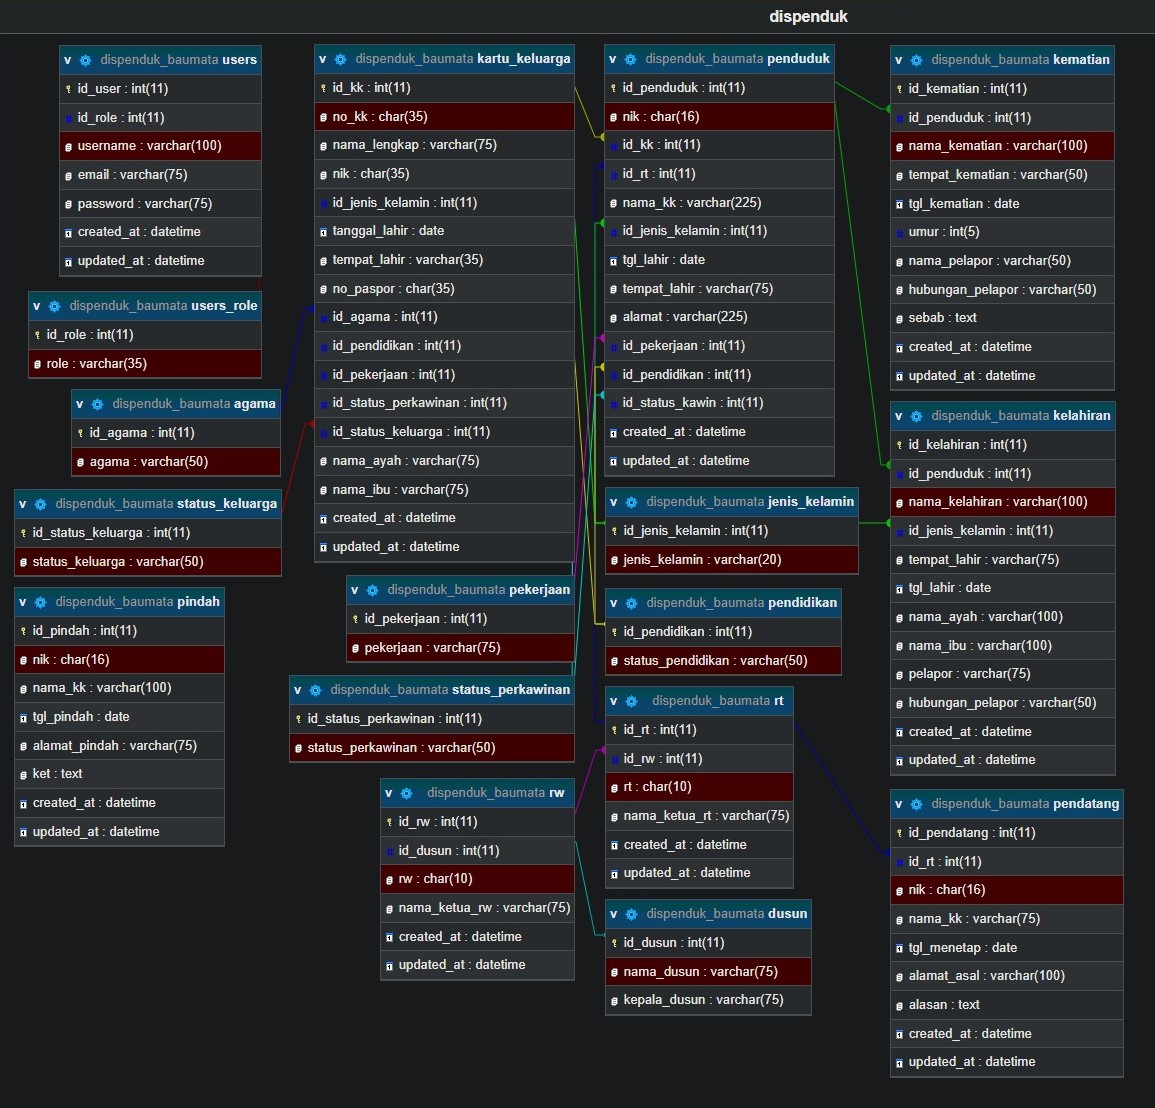 dispenduk
v dispenduk_baumata users
id_user : int(11)
id_role : int(11)
username : varchar(100)
email : varchar(75)
password : varchar(75)
created_at : datetime
updated_at : datetime
v dispenduk_baumata users_role
id_role : int(11)
role : varchar(35)
v dispenduk_baumata agama
id_agama : int(11)
agama : varchar(50)
v dispenduk_baumata status_keluarga
id_status_keluarga : int(11)
status_keluarga : varchar(50)
v dispenduk_baumata pindah
id_pindah : int(11)
nik : char(16)
nama_kk : varchar(100)
tgl_pindah : date
alamat_pindah : varchar(75)
ket : text
created_at : datetime
updated_at : datetime
v dispenduk_baumata kartu_keluarga
id_kk : int(11)
no_kk : char(35)
nama_lengkap : varchar(75)
nik : char(35)
id_jenis_kelamin : int(11)
tanggal_lahir : date
tempat_lahir : varchar(35)
no_paspor : char(35)
id_agama : int(11)
id_pendidikan : int(11)
id_pekerjaan : int(11)
id_status_perkawinan : int(11)
id_status_keluarga : int(11)
nama_ayah : varchar(75)
nama_ibu : varchar(75)
created_at : datetime
updated_at : datetime
v dispenduk_baumata pekerjaan
id_pekerjaan : int(11)
pekerjaan : varchar(75)
v dispenduk_baumata status_perkawinan
id_status_perkawinan : int(11)
status_perkawinan : varchar(50)
v dispenduk_baumata rw
id_rw : int(11)
id_dusun : int(11)
rw : char(10)
nama_ketua_rw : varchar(75)
created_at : datetime
updated_at : datetime
v dispenduk_baumata penduduk
id_penduduk : int(11)
nik : char(16)
id_kk : int(11)
id_rt : int(11)
nama_kk : varchar(225)
id_jenis_kelamin : int(11)
tgl_lahir : date
tempat_lahir : varchar(75)
alamat : varchar(225)
id_pekerjaan : int(11)
id_pendidikan : int(11)
id_status_kawin : int(11)
created_at : datetime
updated_at : datetime
v dispenduk_baumata jenis_kelamin
id_jenis_kelamin : int(11)
jenis_kelamin : varchar(20)
v dispenduk_baumata pendidikan
id_pendidikan : int(11)
status_pendidikan : varchar(50)
v dispenduk_baumata rt
id_rt : int(11)
id_rw : int(11)
rt : char(10)
nama_ketua_rt : varchar(75)
created_at : datetime
updated_at : datetime
v dispenduk_baumata dusun
id_dusun : int(11)
nama_dusun : varchar(75)
kepala_dusun : varchar(75)
v dispenduk_baumata kematian
id_kematian : int(11)
id_penduduk : int(11)
nama_kematian : varchar(100)
tempat_kematian : varchar(50)
tgl_kematian : date
umur : int(5)
nama_pelapor : varchar(50)
hubungan_pelapor : varchar(50)
sebab : text
created_at : datetime
updated_at : datetime
v dispenduk_baumata kelahiran
id_kelahiran : int(11)
id_penduduk : int(11)
nama_kelahiran : varchar(100)
id_jenis_kelamin : int(11)
tempat_lahir : varchar(75)
tgl_lahir : date
nama_ayah : varchar(100)
nama_ibu : varchar(100)
pelapor : varchar(75)
hubungan_pelapor : varchar(50)
created_at : datetime
updated_at : datetime
v dispenduk_baumata pendatang
id_pendatang : int(11)
id_rt : int(11)
nik : char(16)
nama_kk : varchar(75)
tgl_menetap : date
alamat_asal : varchar(100)
alasan : text
created_at : datetime
updated_at : datetime